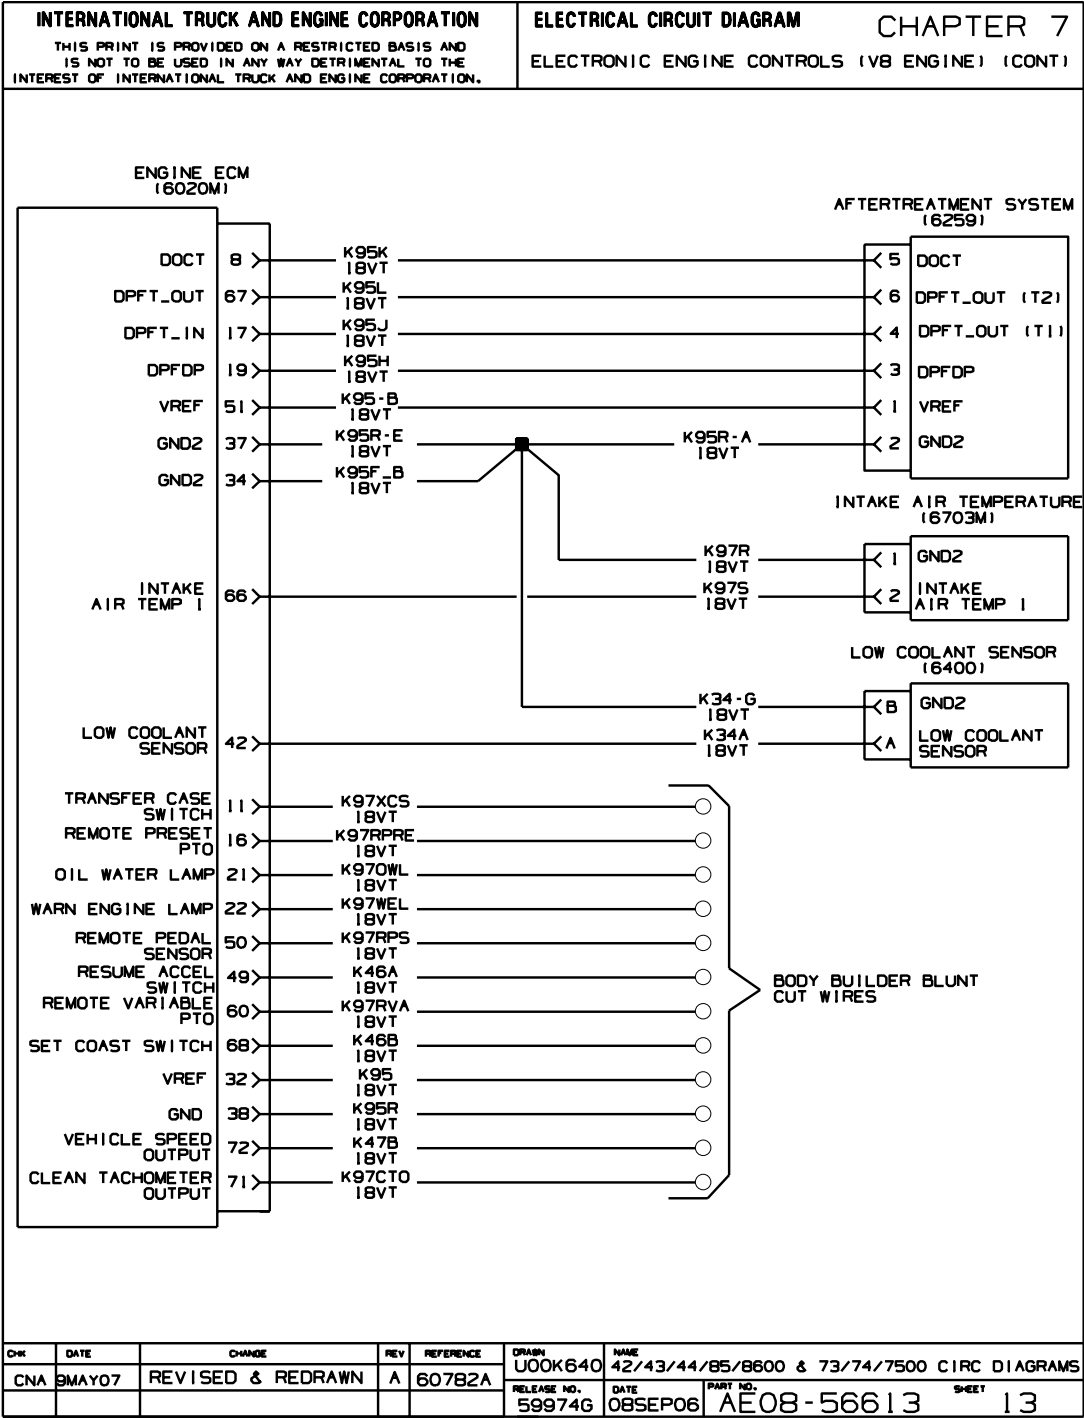 INTERNATIONAL TRUCK AND ENGINE CORPORATION
THIS PRINT IS PROVIDED ON A RESTRICTED BASIS AND
IS NOT TO BE USED IN ANY WAY DETRIMENTAL TO THE
INTEREST OF INTERNATIONAL TRUCK AND ENGINE CORPORATION.
ELECTRICAL CIRCUIT DIAGRAM
CHAPTER 7
ELECTRONIC ENGINE CONTROLS (V8 ENGINE) (CONT)
ENGINE ECM
(6020M)
AFTERTREATMENT SYSTEM
(6259)
DOCT 8 K95K 5 DOCT
18VT
DPFT_OUT 67 K95L 6 DPFT_OUT (T2)
18VT
DPFT_IN 17 K95J 4 DPFT_OUT (T1)
18VT
DPFDP 19 K95H 3 DPFDP
18VT
VREF 51 K95-B 1 VREF
18VT
GND2 37 K95R-E K95R-A 2 GND2
18VT 18VT
GND2 34 K95F_B
18VT
INTAKE AIR TEMPERATURE
(6703M)
K97R 1 GND2
18VT
INTAKE
AIR TEMP 1
66 K97S 2
18VT
INTAKE
AIR TEMP 1
LOW COOLANT SENSOR
(6400)
K34-G B GND2
18VT
LOW COOLANT
SENSOR
42 K34A A
18VT
LOW COOLANT
SENSOR
TRANSFER CASE
SWITCH
11 K97XCS
18VT
REMOTE PRESET
PTO
16 K97RPRE
18VT
OIL WATER LAMP 21 K97OWL
18VT
WARN ENGINE LAMP 22 K97WEL
18VT
REMOTE PEDAL
SENSOR
50 K97RPS
18VT
RESUME ACCEL
SWITCH
49 K46A
18VT
REMOTE VARIABLE
PTO
60 K97RVA
18VT
SET COAST SWITCH 68 K46B
18VT
VREF 32 K95
18VT
GND 38 K95R
18VT
VEHICLE SPEED
OUTPUT
72 K47B
18VT
CLEAN TACHOMETER
OUTPUT
71 K97CTO
18VT
BODY BUILDER BLUNT
CUT WIRES
CHK DATE CHANGE REV REFERENCE
CNA 9MAY07 REVISED & REDRAWN A 60782A
DRAWN
U00K640
NAME
42/43/44/85/8600 & 73/74/7500 CIRC DIAGRAMS
RELEASE NO.
59974G
DATE
08SEP06
PART NO.
AE08-56613
SHEET
13